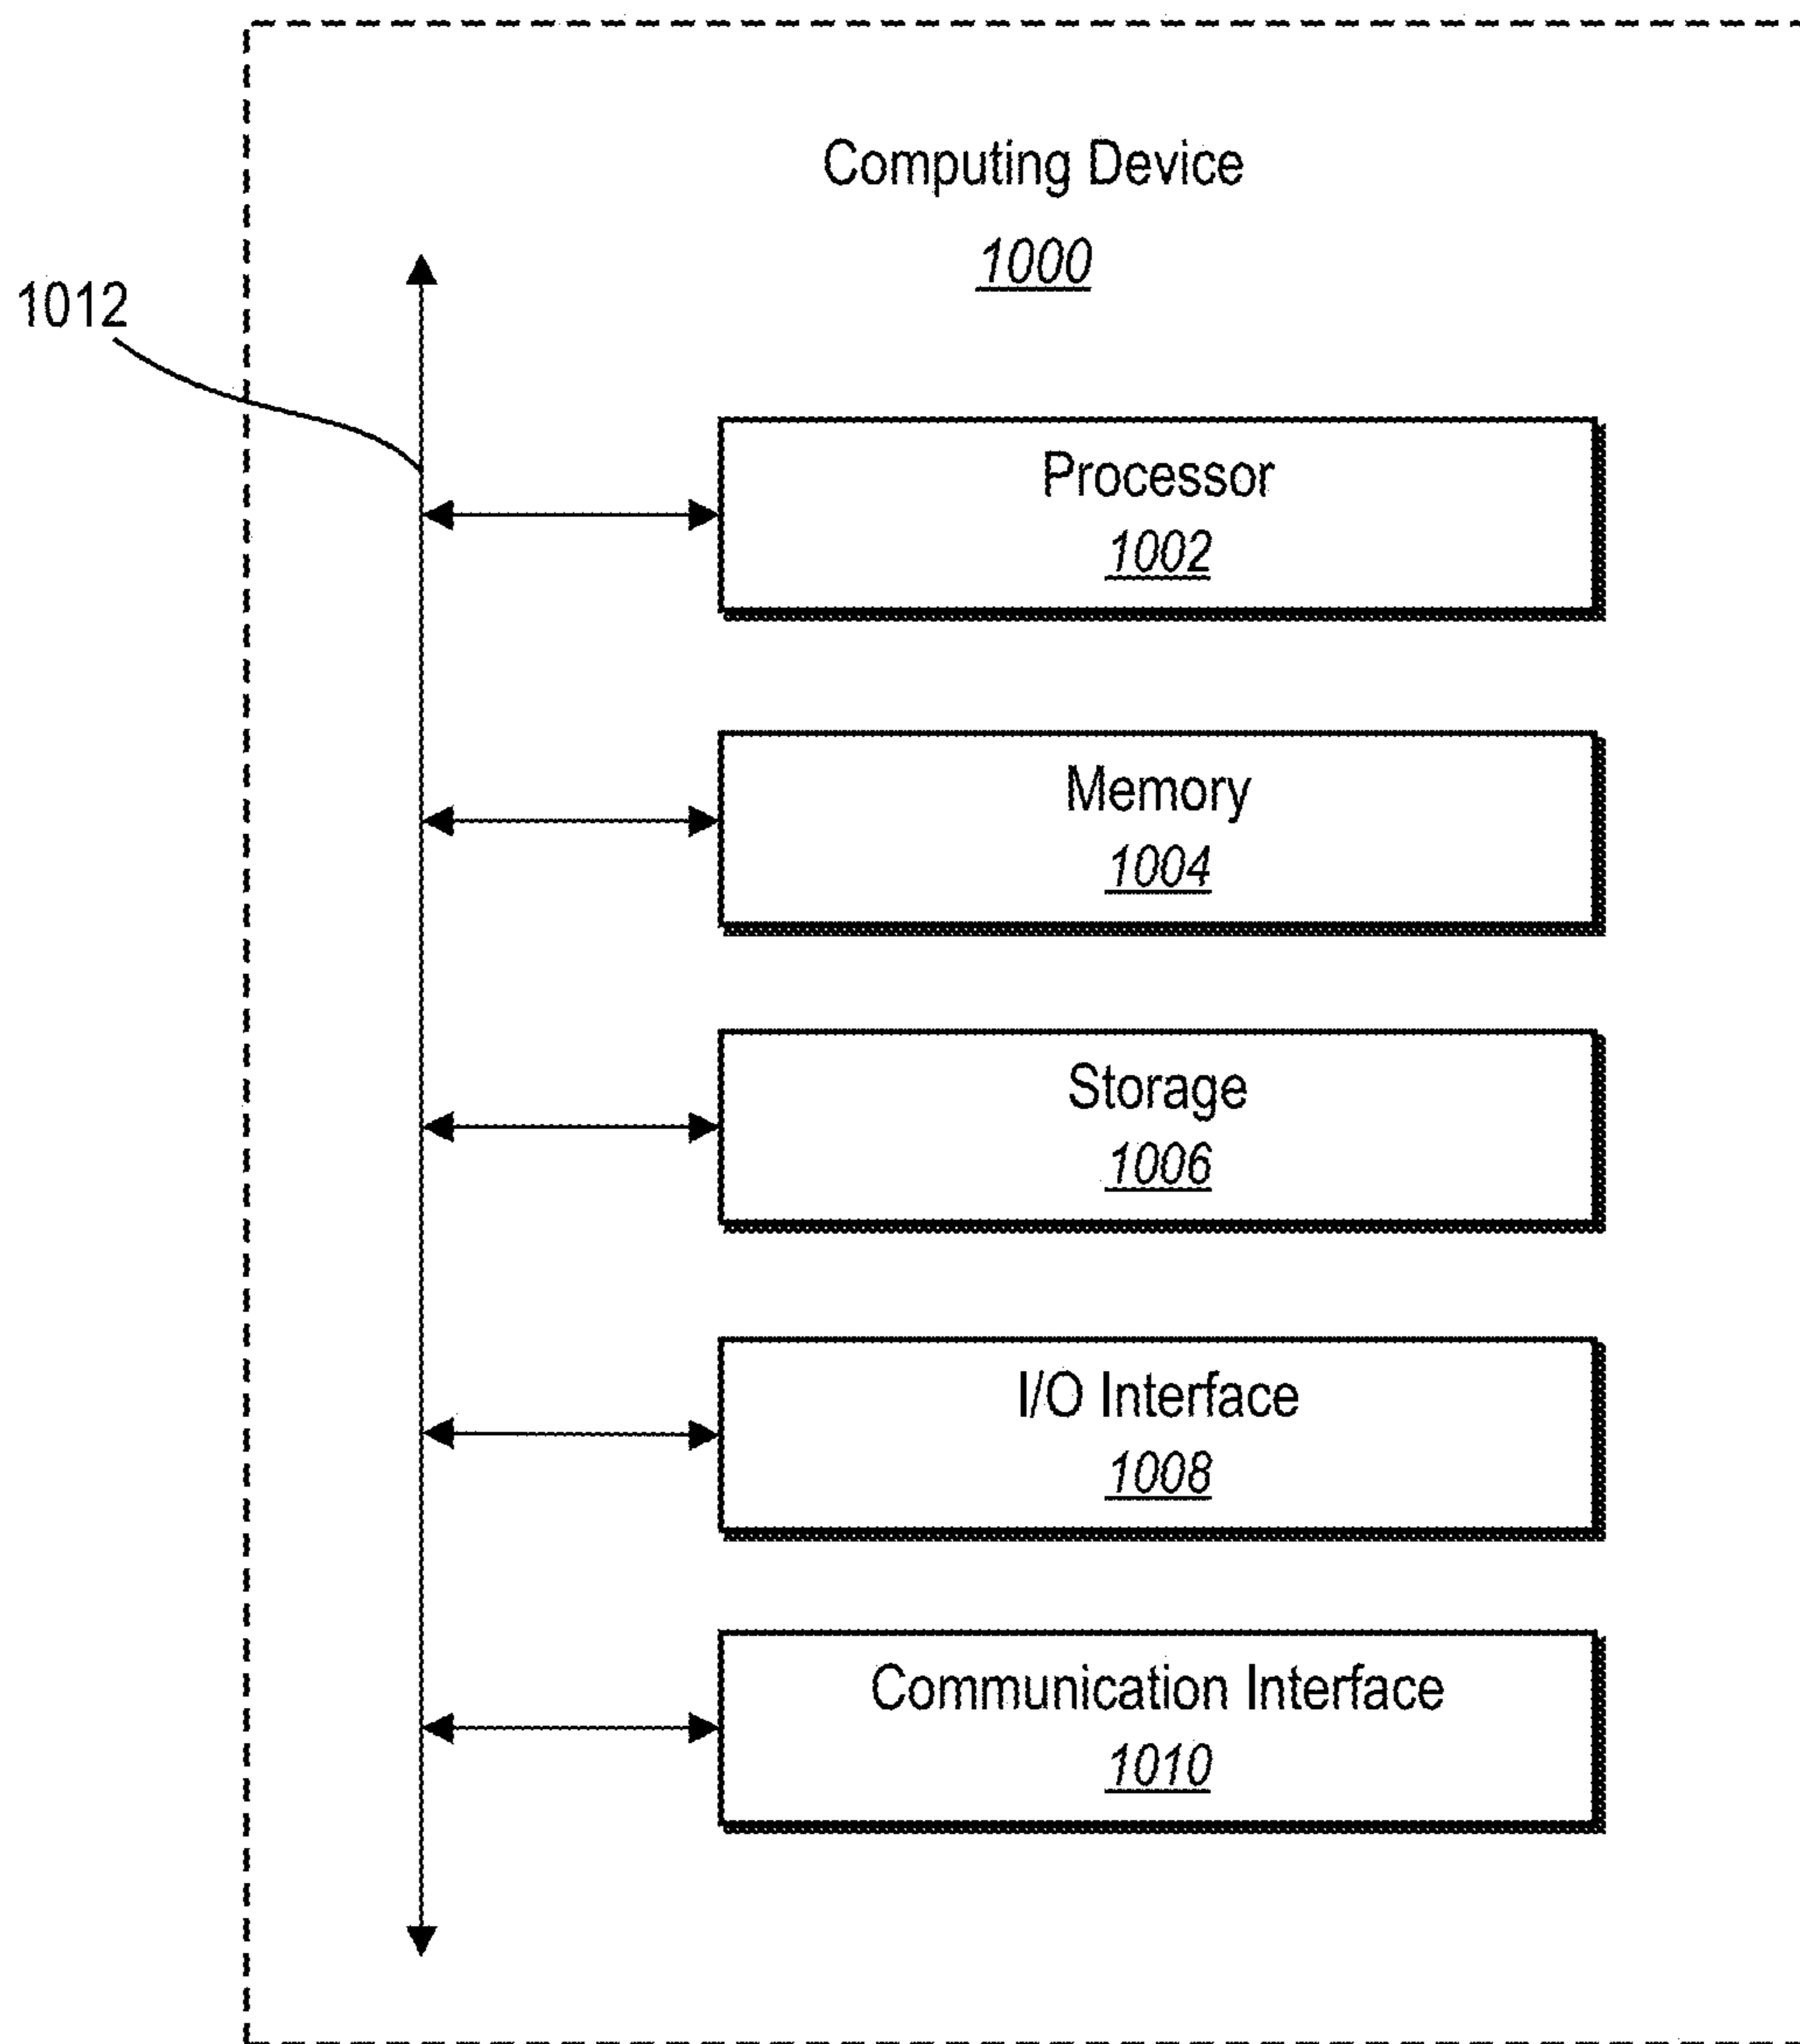 Computing Device
1000
1012
Processor
1002
Memory
1004
Storage
1006
I/O Interface
1008
Communication Interface
1010